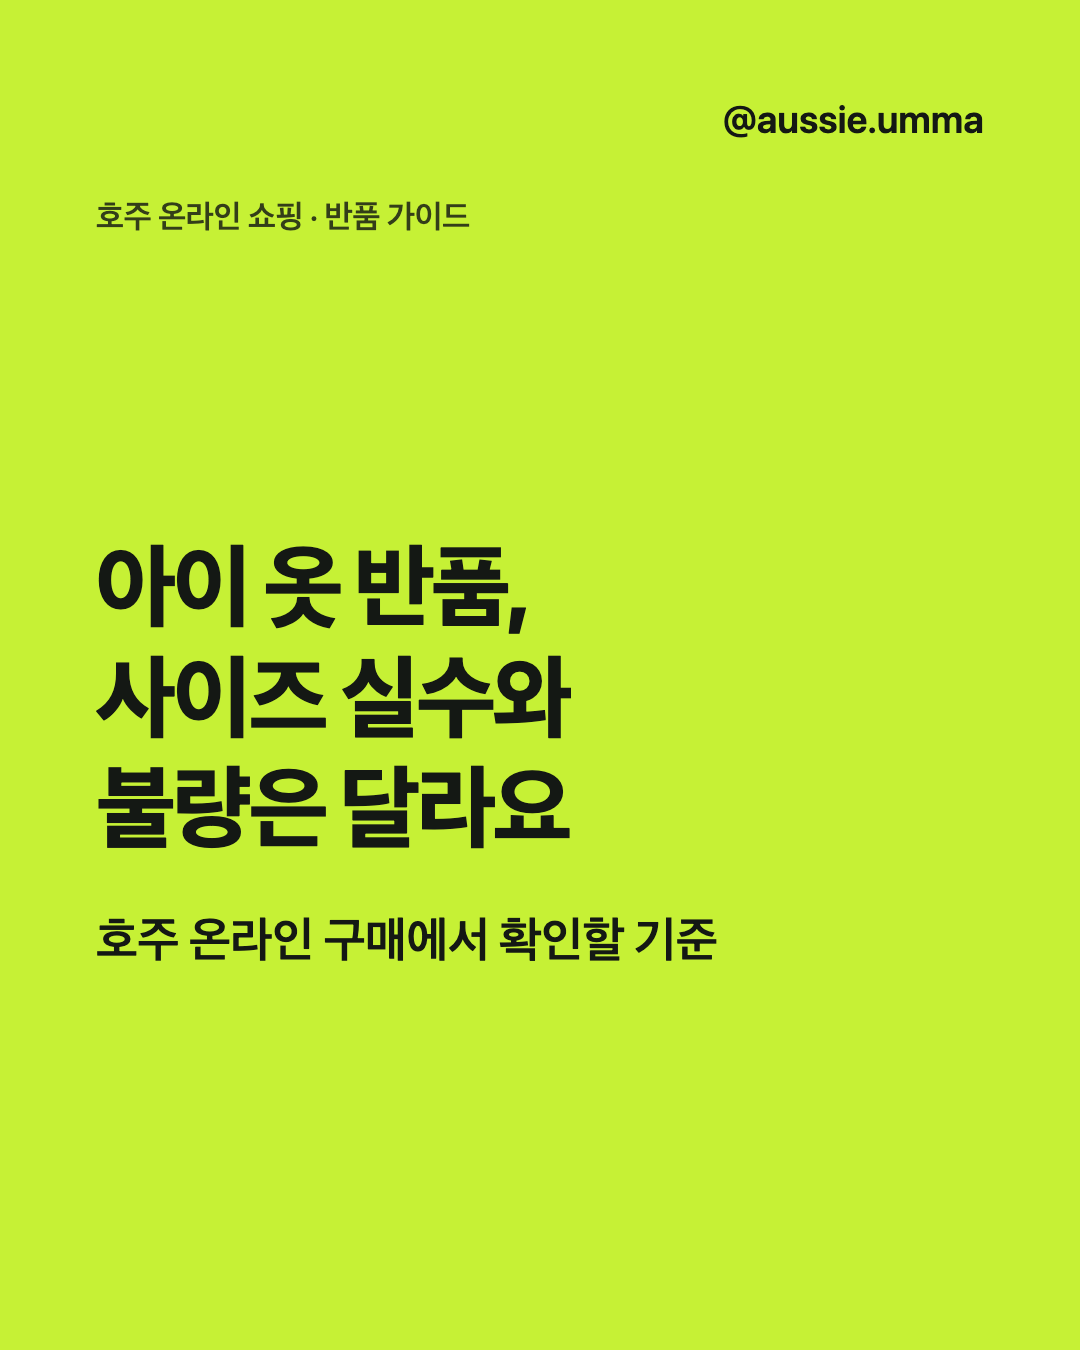 @aussie.umma
호주 온라인 쇼핑 · 반품 가이드
아이 옷 반품,
사이즈 실수와
불량은 달라요
호주 온라인 구매에서 확인할 기준